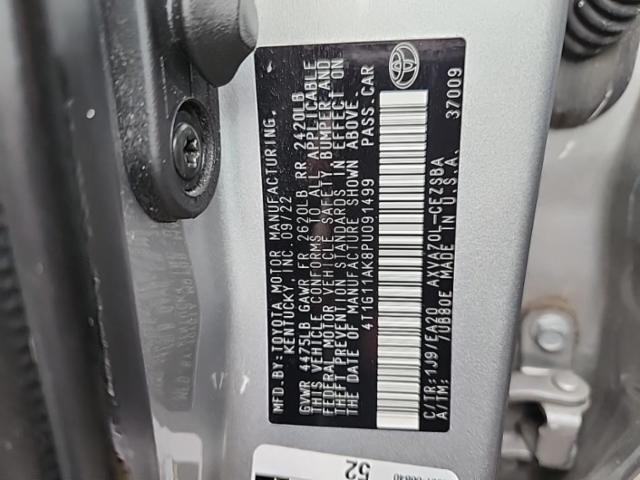 MFD.BY:TOYOTA MOTOR MANUFACTURING,
KENTUCKY, INC. 09/22
GVWR 4475LB GAWR FR 2620LB RR 2420LB
THIS VEHICLE CONFORMS TO ALL APPLICABLE
FEDERAL MOTOR VEHICLE SAFETY, BUMPER, AND
THEFT PREVENTION STANDARDS IN EFFECT ON
THE DATE OF MANUFACTURE SHOWN ABOVE.
4T1G11AK8PU091499 PASS.CAR
C/TR:1J9/EA20 AXVA70L-CEZSBA
A/TM: /UB80E MADE IN U.S.A. 37009
52